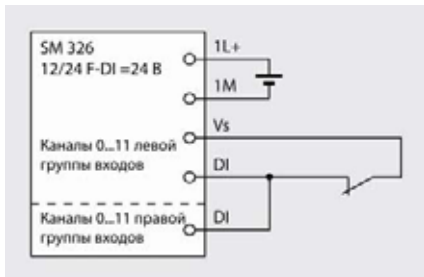 SM 326
12/24 F-DI =24 В
1L+
1M
Vs
Каналы 0...11 левой
группы входов
DI
Каналы 0...11 правой
группы входов
DI